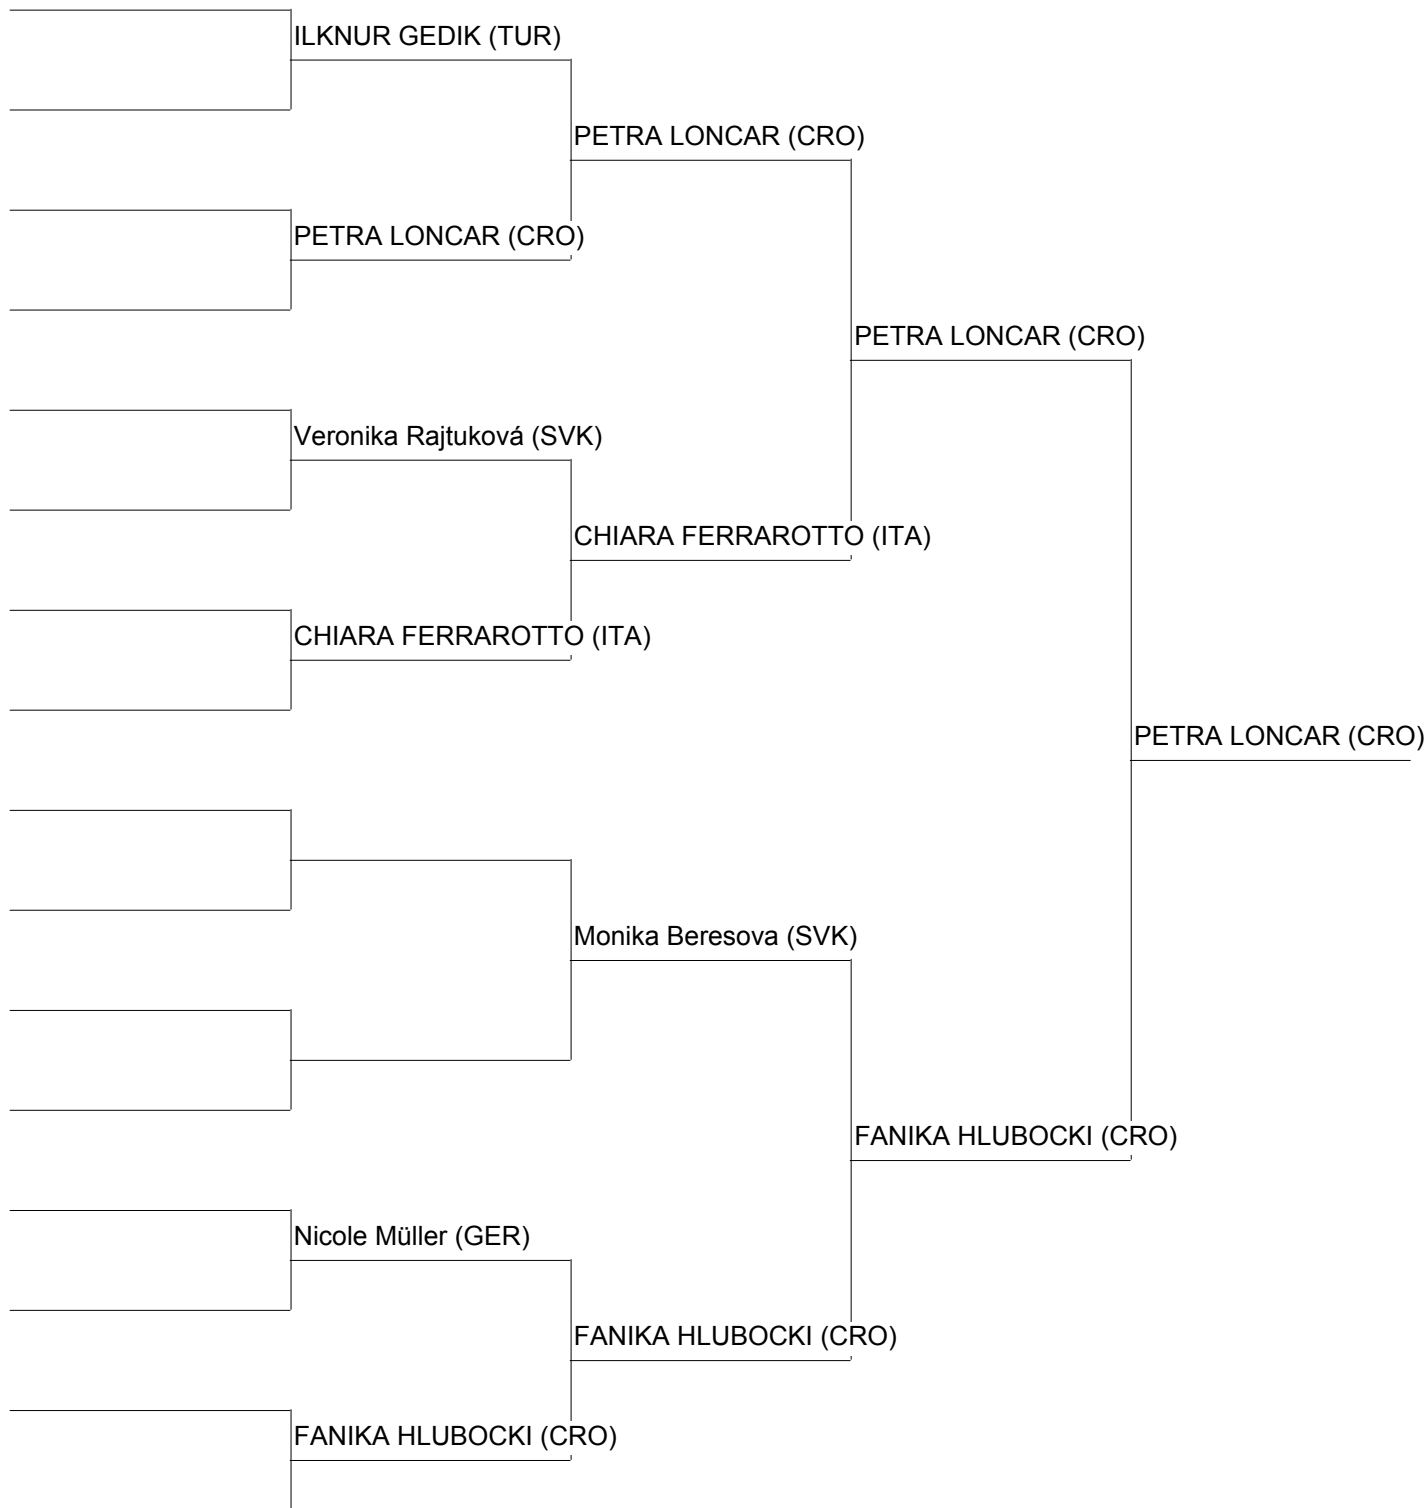 ILKNUR GEDIK (TUR)
PETRA LONCAR (CRO)
PETRA LONCAR (CRO)
PETRA LONCAR (CRO)
Veronika Rajtuková (SVK)
CHIARA FERRAROTTO (ITA)
CHIARA FERRAROTTO (ITA)
PETRA LONCAR (CRO)
Monika Beresova (SVK)
FANIKA HLUBOCKI (CRO)
Nicole Müller (GER)
FANIKA HLUBOCKI (CRO)
FANIKA HLUBOCKI (CRO)